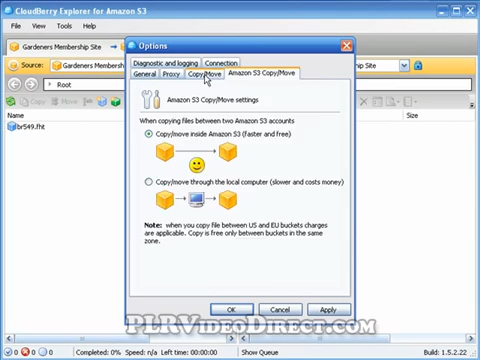 CloudBerry Explorer for Amazon S3
File View Tools Help
Gardeners Membership Site
Source: Gardeners Membership
Root
Copy
Name
br549.fht
Options
Diagnostic and logging Connection
General Proxy Copy/Move Amazon S3 Copy/Move
Amazon S3 Copy/Move settings
When copying files between two Amazon S3 accounts
Copy/move inside Amazon S3 (faster and free)
Copy/move through the local computer (slower and costs money)
Note: when you copy file between US and EU buckets charges
are applicable. Copy is free only between buckets in the same
zone.
OK Cancel Apply
PLRVideoDirect.com
0 0 0 Completed: 0% Speed: n/a Left time: 00:00:00 Show Queue
Version 1.5.2.22